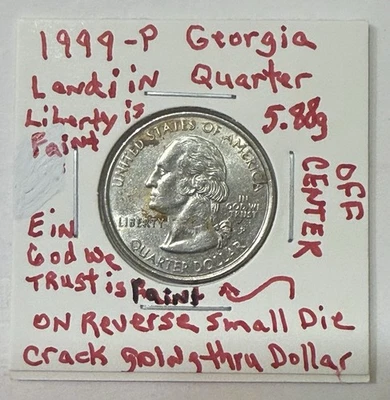 1999-P Georgia
Landi in Quarter
Liberty is 5.88g
Faint
OFF
CENTER
E in
God we
TRust is Faint
on Reverse small Die
crack going thru Dollar
UNITED STATES OF AMERICA
LIBERTY
IN
GOD WE
TRUST
P
QUARTER DOLLAR